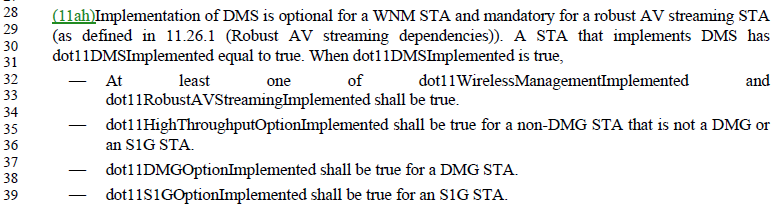 28 (11ah)Implementation of DMS is optional for a WNM STA and mandatory for a robust AV streaming STA
29 (as defined in 11.26.1 (Robust AV streaming dependencies)). A STA that implements DMS has
30 dot11DMSImplemented equal to true. When dot11DMSImplemented is true,
31
32 — At least one of dot11WirelessManagementImplemented and
33 dot11RobustAVStreamingImplemented shall be true.
34
35 — dot11HighThroughputOptionImplemented shall be true for a non-DMG STA that is not a DMG or
36 an S1G STA.
37 — dot11DMGOptionImplemented shall be true for a DMG STA.
38
39 — dot11S1GOptionImplemented shall be true for an S1G STA.